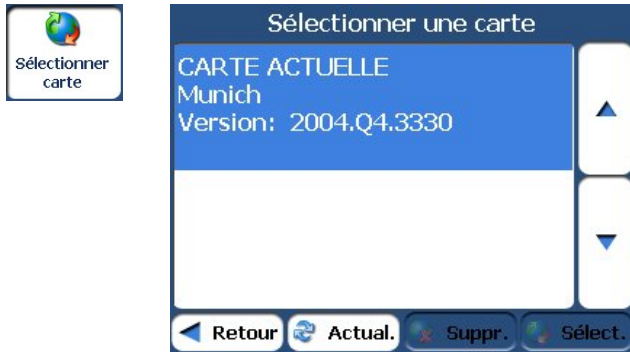 Sélectionner
carte
Sélectionner une carte
CARTE ACTUELLE
Munich
Version: 2004.Q4.3330
Retour
Actual.
Suppr.
Sélect.